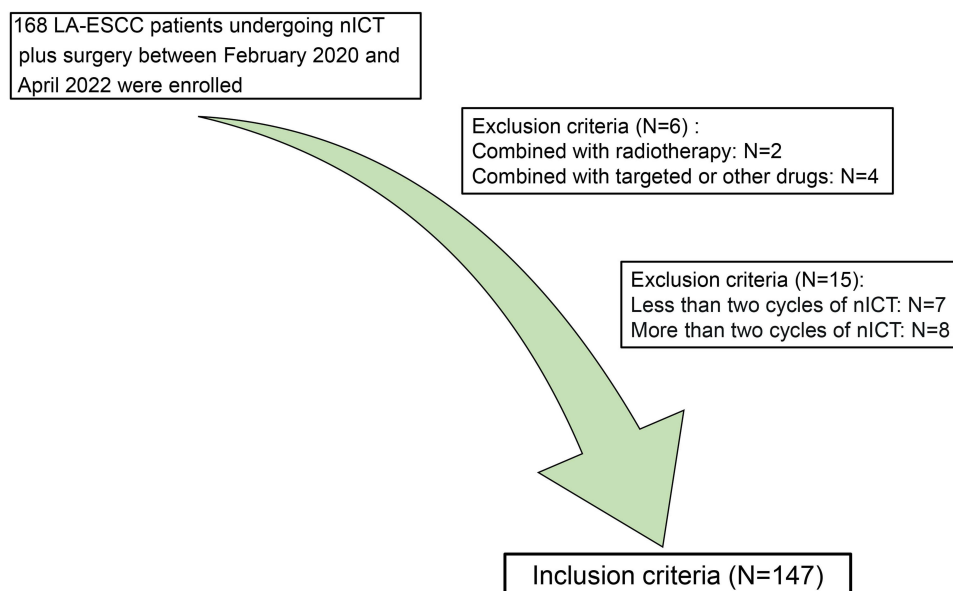 168 LA-ESCC patients undergoing nICT
plus surgery between February 2020 and
April 2022 were enrolled
Exclusion criteria (N=6) :
Combined with radiotherapy: N=2
Combined with targeted or other drugs: N=4
Exclusion criteria (N=15):
Less than two cycles of nICT: N=7
More than two cycles of nICT: N=8
Inclusion criteria (N=147)